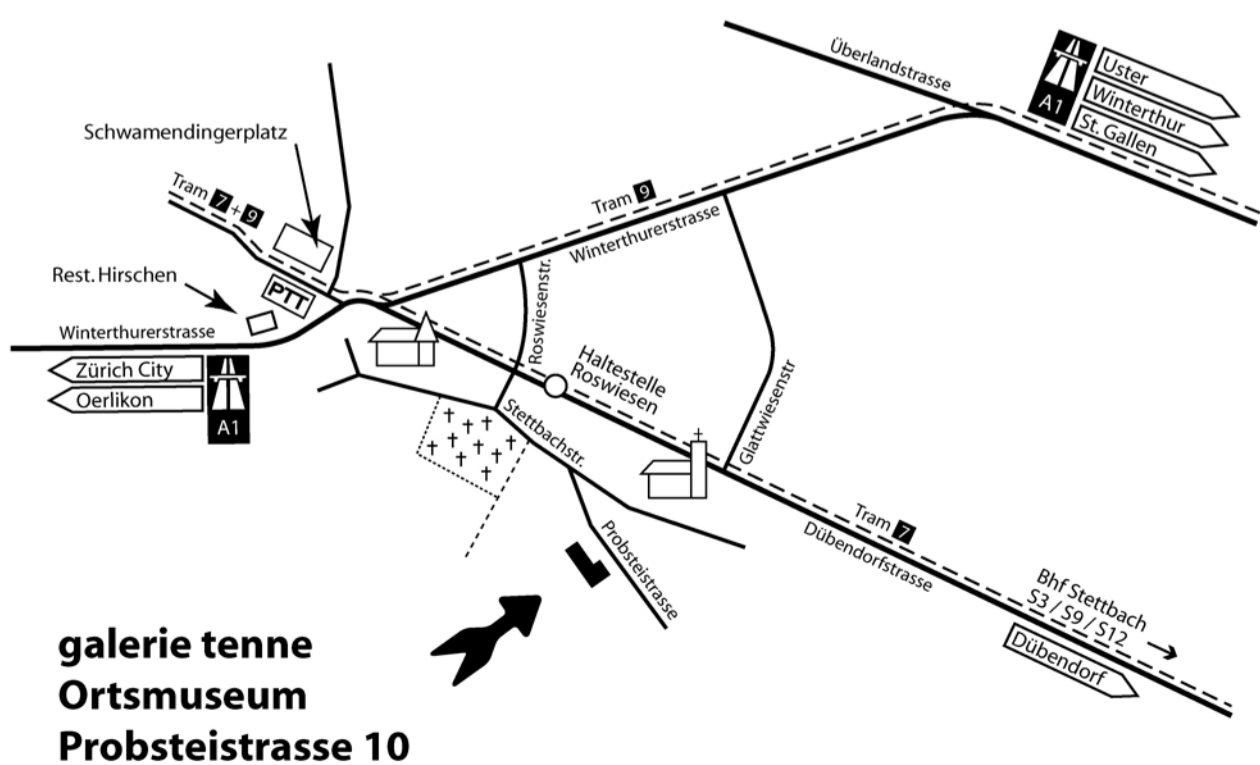 Überlandstrasse
A1
Uster
Winterthur
St. Gallen
Schwamendingerplatz
Tram 7 + 9
Tram 9
Winterthurerstrasse
Rest. Hirschen
PTT
Winterthurerstrasse
Zürich City
Oerlikon
A1
Roswiesenstr.
Haltestelle
Roswiesen
Glattwiesenstr
Stettbachstr.
Probsteistrasse
Tram 7
Dübendorfstrasse
Bhf Stettbach
S3 / S9 / S12
Dübendorf
galerie tenne
Ortsmuseum
Probsteistrasse 10